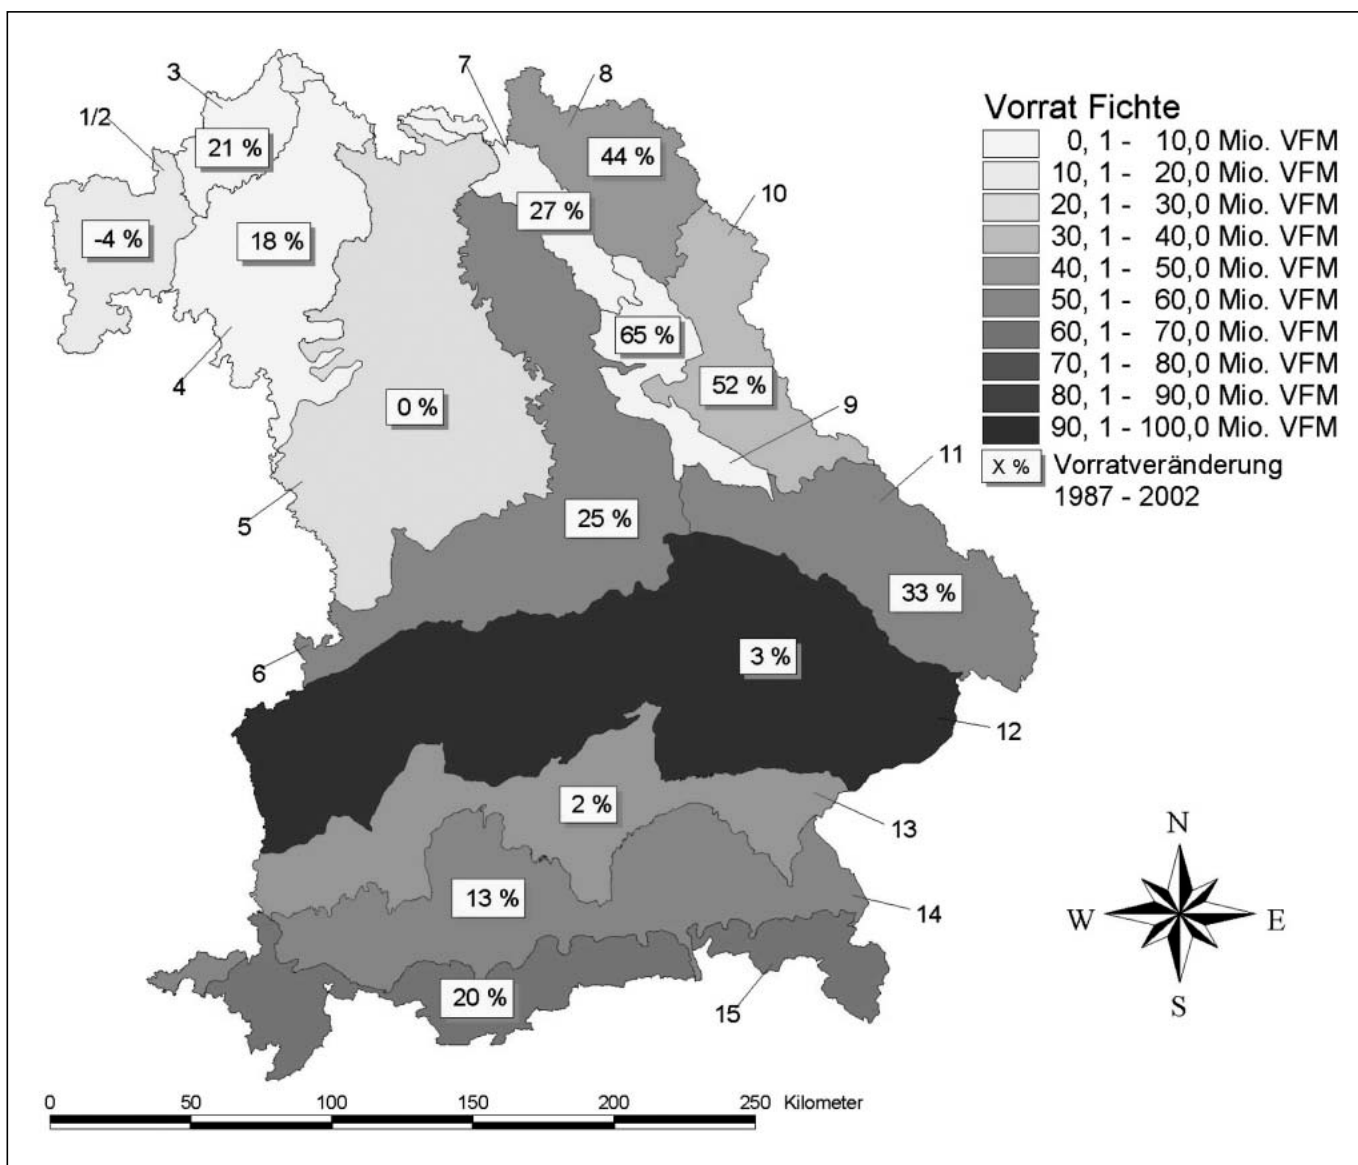 3
7
8
1/2
21 %
44 %
10
27 %
-4 %
18 %
65 %
4
52 %
0 %
9
11
5
25 %
33 %
6
3 %
12
2 %
13
13 %
14
20 %
15
Vorrat Fichte
0, 1 - 10,0 Mio. VFM
10, 1 - 20,0 Mio. VFM
20, 1 - 30,0 Mio. VFM
30, 1 - 40,0 Mio. VFM
40, 1 - 50,0 Mio. VFM
50, 1 - 60,0 Mio. VFM
60, 1 - 70,0 Mio. VFM
70, 1 - 80,0 Mio. VFM
80, 1 - 90,0 Mio. VFM
90, 1 - 100,0 Mio. VFM
X % Vorratveränderung
1987 - 2002
N
W E
S
0 50 100 150 200 250 Kilometer